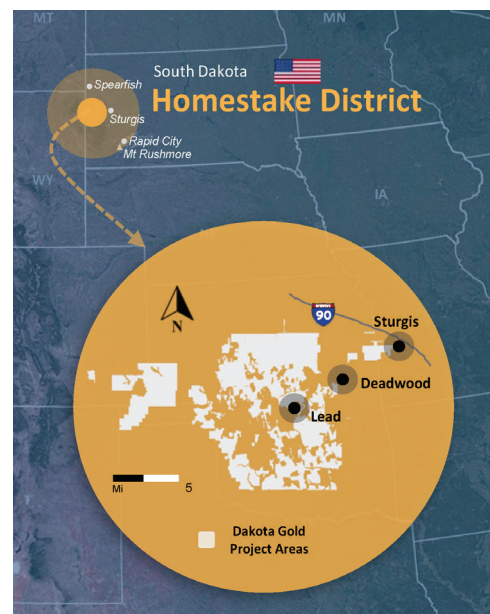 MT
MN
South Dakota
Homestake District
Spearfish
Sturgis
Rapid City
Mt Rushmore
WY
IA
N
90
Sturgis
Deadwood
Lead
Mi 5
Dakota Gold
Project Areas